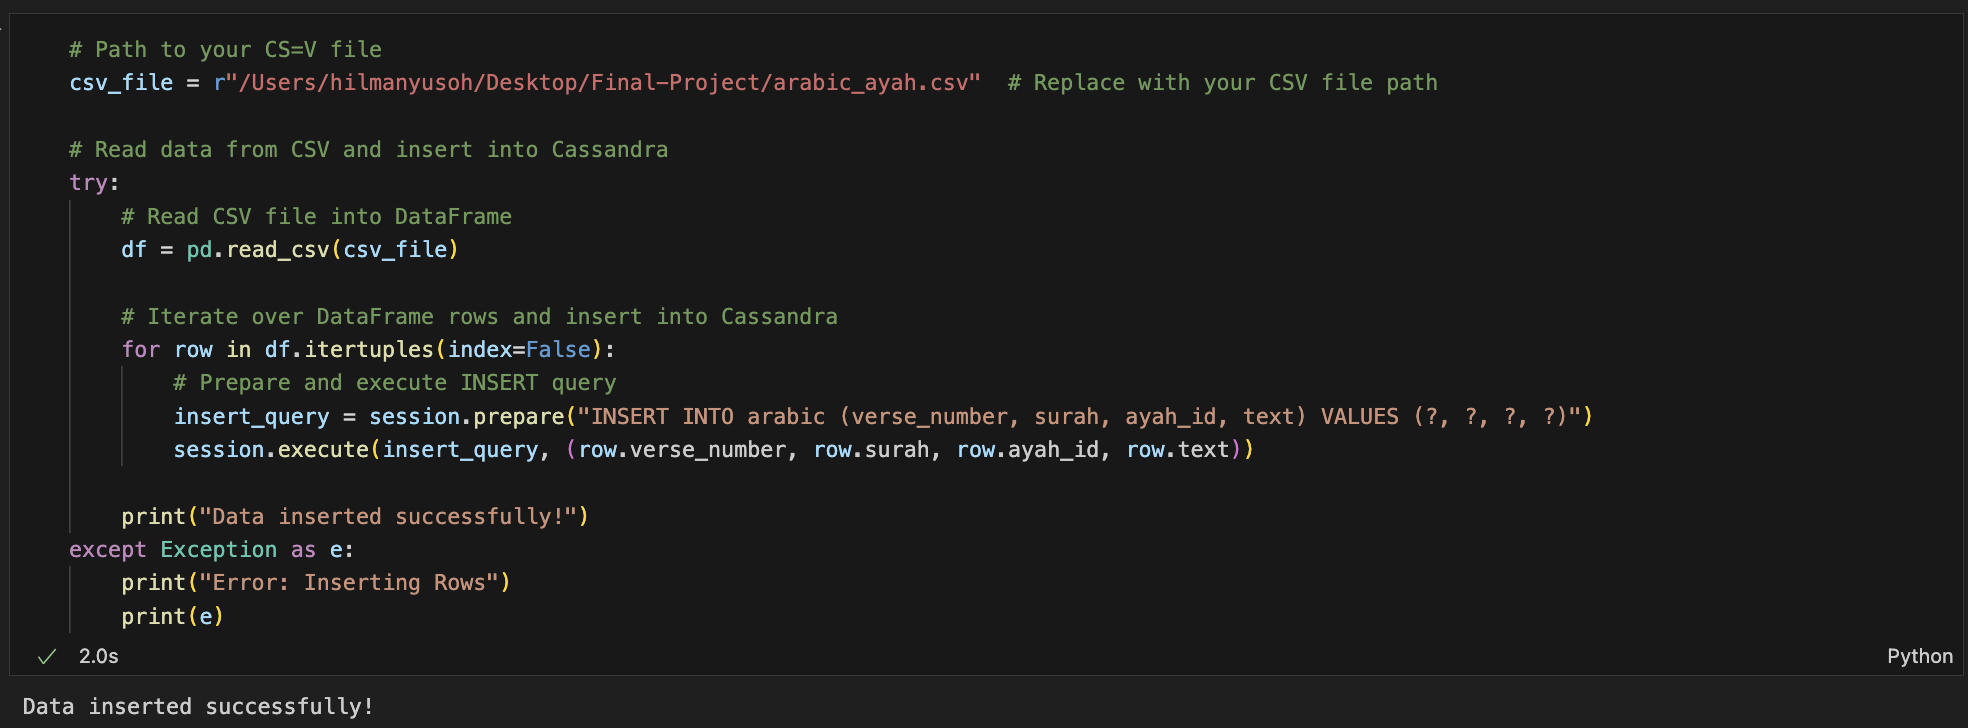 # Path to your CS=V file
csv_file = r"/Users/hilmanyusoh/Desktop/Final-Project/arabic_ayah.csv"  # Replace with your CSV file path
# Read data from CSV and insert into Cassandra
try:
    # Read CSV file into DataFrame
    df = pd.read_csv(csv_file)
    # Iterate over DataFrame rows and insert into Cassandra
    for row in df.itertuples(index=False):
        # Prepare and execute INSERT query
        insert_query = session.prepare("INSERT INTO arabic (verse_number, surah, ayah_id, text) VALUES (?, ?, ?, ?)")
        session.execute(insert_query, (row.verse_number, row.surah, row.ayah_id, row.text))
    print("Data inserted successfully!")
except Exception as e:
    print("Error: Inserting Rows")
    print(e)
2.0s
Python
Data inserted successfully!